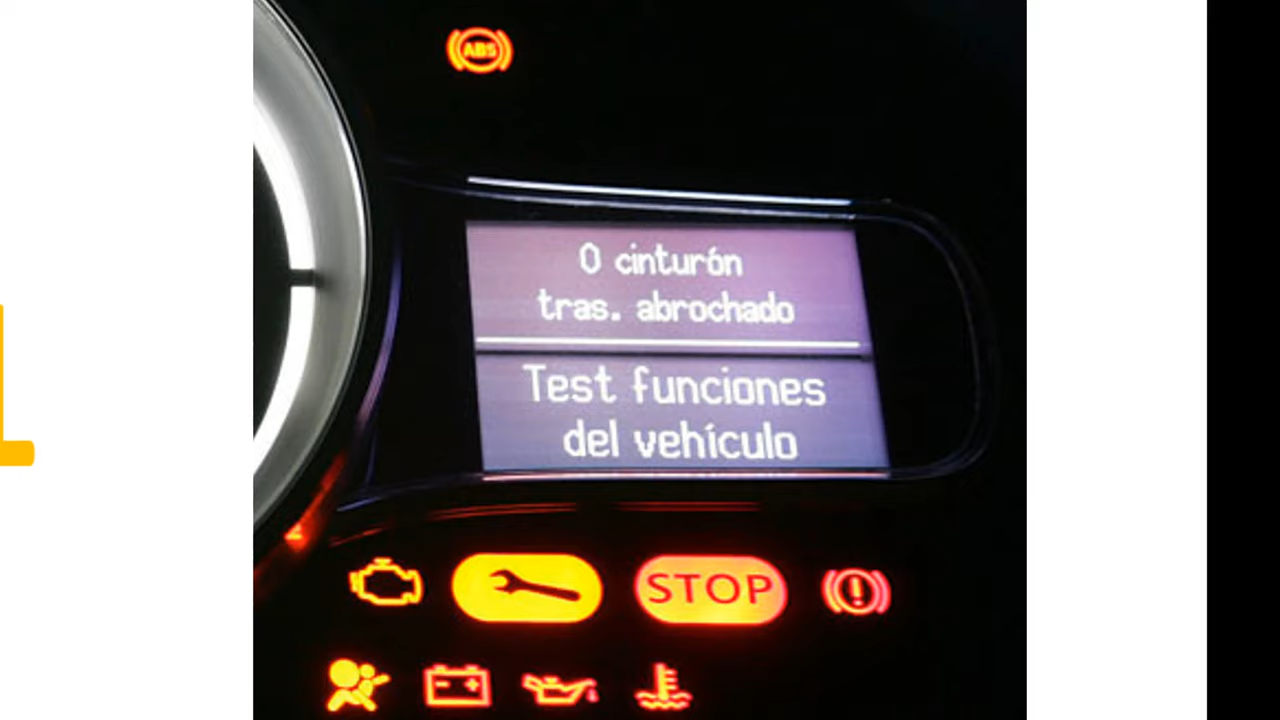 ABS
0 cinturón
tras. abrochado
Test funciones
del vehículo
STOP